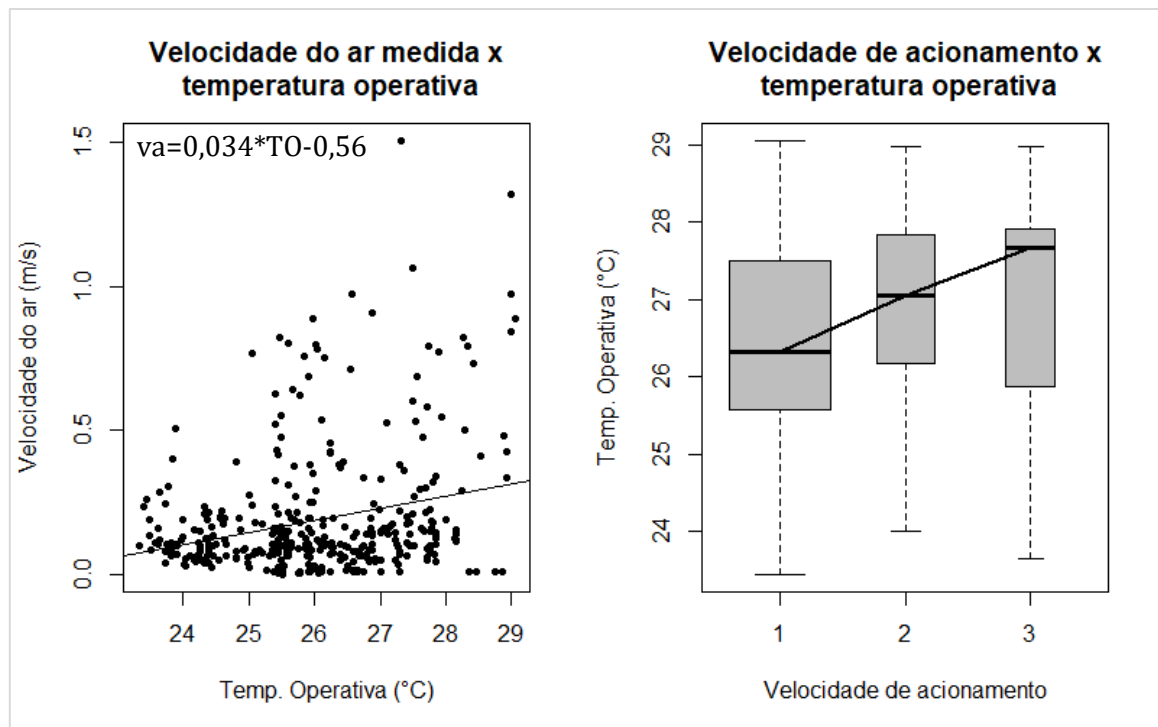 Velocidade do ar medida x
temperatura operativa
va=0,034*TO-0,56
Velocidade do ar (m/s)
1.5
1.0
0.5
0.0
24 25 26 27 28 29
Temp. Operativa (°C)
Velocidade de acionamento x
temperatura operativa
Temp. Operativa (°C)
29
28
27
26
25
24
1 2 3
Velocidade de acionamento